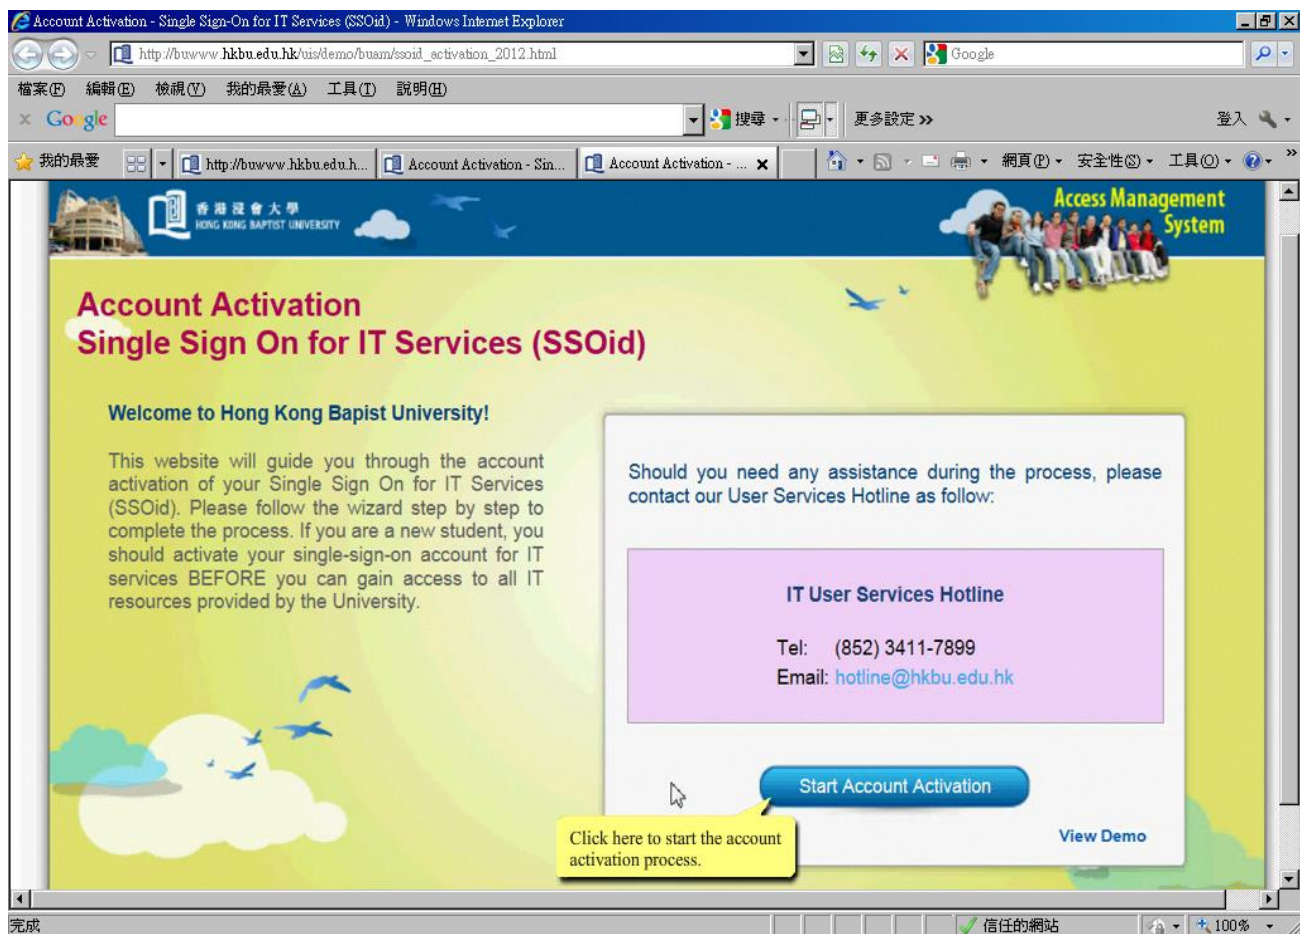 Account Activation - Single Sign-On for IT Services (SSOid) - Windows Internet Explorer
http://buwww.hkbu.edu.hk/uis/demo/buam/ssoid_activation_2012.html
Google
檔案(F) 編輯(E) 檢視(V) 我的最愛(A) 工具(T) 說明(H)
x Google 搜尋 更多設定 » 登入
我的最愛 http://buwww.hkbu.edu.h... Account Activation - Sin... Account Activation - ... x 網頁(P) 安全性(S) 工具(O) »
香港浸會大學
HONG KONG BAPTIST UNIVERSITY
Access Management
System
Account Activation
Single Sign On for IT Services (SSOid)
Welcome to Hong Kong Bapist University!
This website will guide you through the account
activation of your Single Sign On for IT Services
(SSOid). Please follow the wizard step by step to
complete the process. If you are a new student, you
should activate your single-sign-on account for IT
services BEFORE you can gain access to all IT
resources provided by the University.
Should you need any assistance during the process, please
contact our User Services Hotline as follow:
IT User Services Hotline
Tel: (852) 3411-7899
Email: hotline@hkbu.edu.hk
Start Account Activation
Click here to start the account
activation process.
View Demo
完成 信任的網站 100%